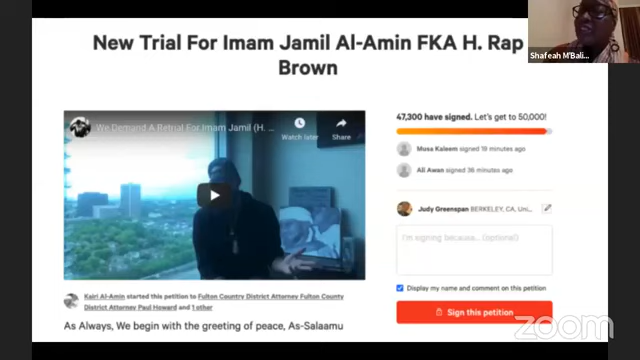 New Trial For Imam Jamil Al-Amin FKA H. Rap
Brown
Shafeah M'Bali...
We Demand A Retrial For Imam Jamil (H. ...
Watch later
Share
47,300 have signed. Let's get to 50,000!
Musa Kaleem signed 19 minutes ago
Ali Awan signed 36 minutes ago
Judy Greenspan BERKELEY, CA, Uni...
I'm signing because... (optional)
Display my name and comment on this petition
Sign this petition
Kairi Al-Amin started this petition to Fulton County District Attorney Fulton County
District Attorney Paul Howard and 1 other
As Always, We begin with the greeting of peace, As-Salaamu
zoom